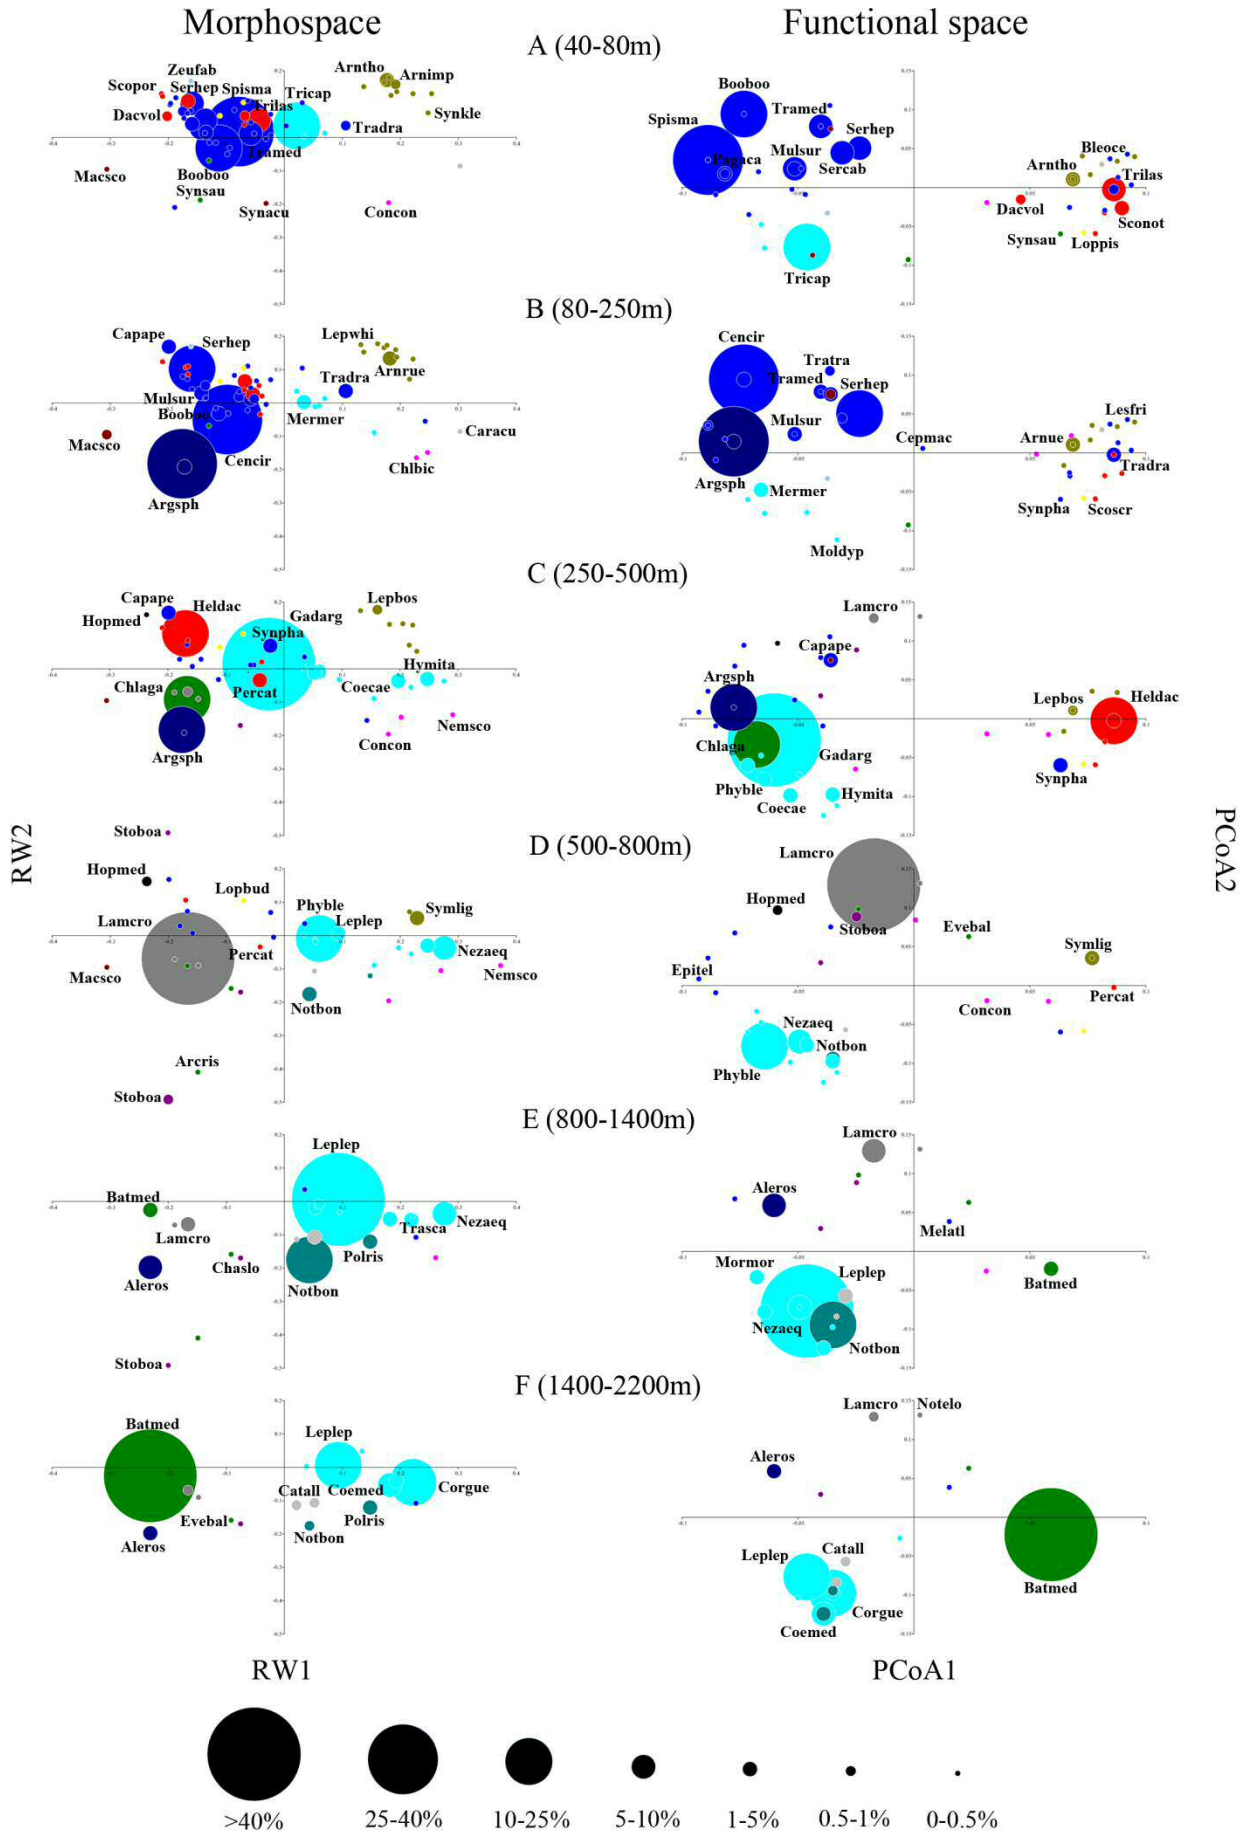 Morphospace
Functional space
A (40-80m)
Zeufab
Scopor
Serhep
Spisma
Tricap
Arntho
Arnimp
Dacvol
Trilas
Tradra
Synkle
Tramed
Macsco
Booboo
Synsau
Synacu
Concon
Booboo
Tramed
Spisma
Serhep
Pagaca
Mulsur
Sercab
Bleoce
Arntho
Trilas
Dacvol
Sconot
Synsau
Loppis
Tricap
B (80-250m)
Capape
Serhep
Lepwhi
Arnrue
Mulsur
Tradra
Booboo
Mermer
Macsco
Cencir
Caracu
Chlbic
Argsph
Cencir
Tratra
Tramed
Serhep
Mulsur
Lesfri
Arnue
Cepmac
Tradra
Argsph
Mermer
Synpha
Scoscr
Moldyp
C (250-500m)
Capape
Heldac
Hopmed
Gadarg
Lepbos
Synpha
Hymita
Chlaga
Percat
Coecae
Nemsco
Argsph
Concon
Stoboa
Lamcro
Capape
Argsph
Lepbos
Heldac
Chlaga
Gadarg
Synpha
Phyble
Coecae
Hymita
RW2
PCoA2
D (500-800m)
Hopmed
Lopbud
Phyble
Symlig
Lamcro
Leplep
Percat
Nezaeq
Macsco
Nemsco
Notbon
Arcris
Stoboa
Lamcro
Hopmed
Stoboa
Evebal
Symlig
Epitel
Percat
Concon
Nezaeq
Notbon
Phyble
E (800-1400m)
Leplep
Batmed
Lamcro
Trasca
Nezaeq
Polris
Chaslo
Aleros
Notbon
Stoboa
Lamcro
Aleros
Melatl
Mormor
Leplep
Batmed
Nezaeq
Notbon
F (1400-2200m)
Batmed
Leplep
Catall
Coemed
Corgue
Evebal
Polris
Aleros
Notbon
Lamcro
Notelo
Aleros
Leplep
Catall
Batmed
Corgue
Coemed
RW1
PCoA1
>40%
25-40%
10-25%
5-10%
1-5%
0.5-1%
0-0.5%